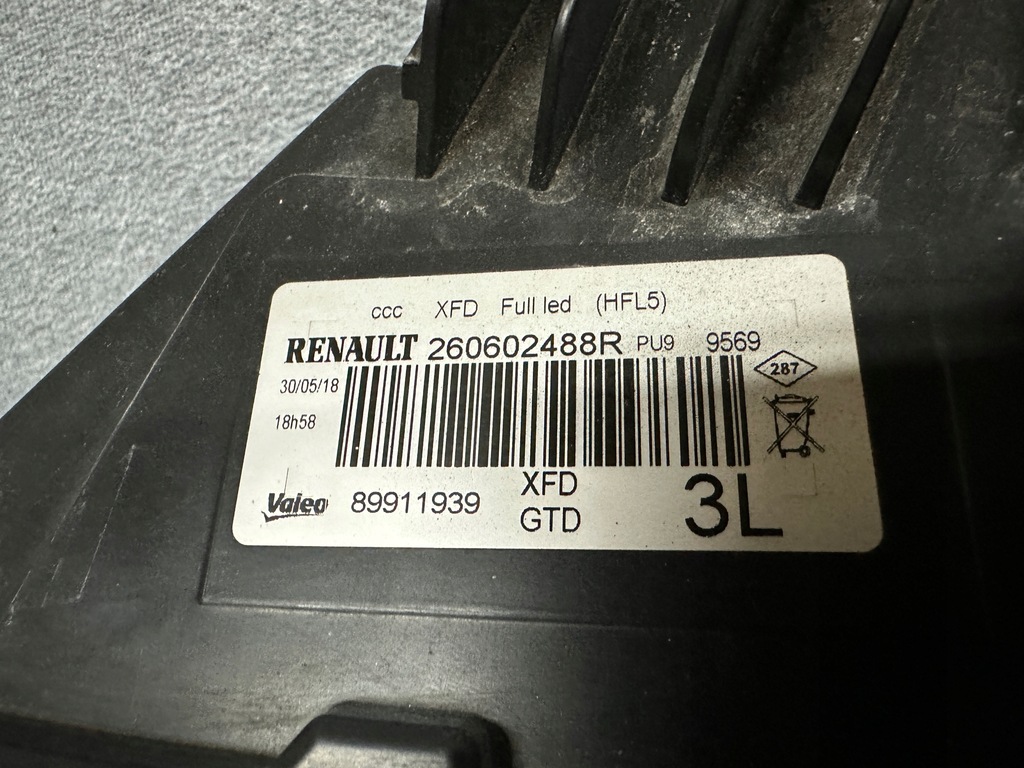 ccc XFD Full led (HFL5)
RENAULT 260602488R PU9 9569
30/05/18
287
18h58
Valeo 89911939
XFD
GTD
3L